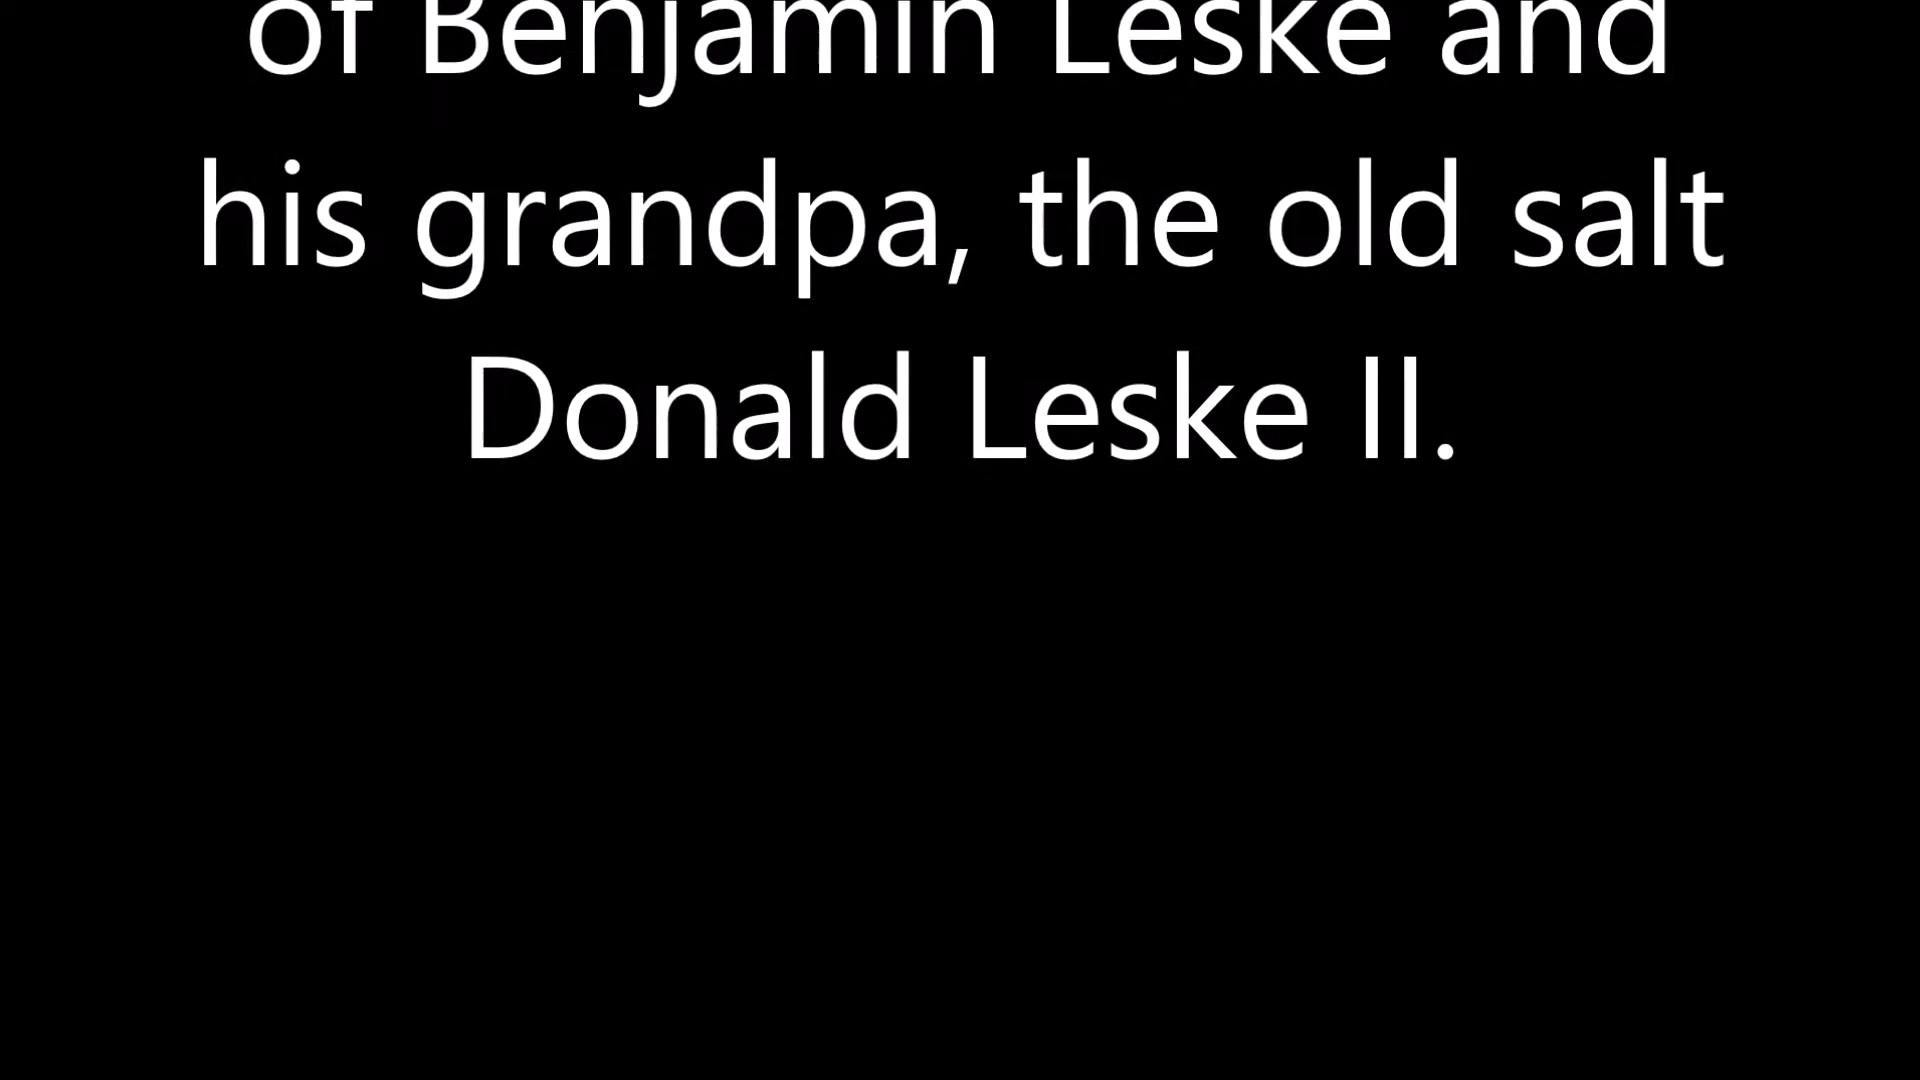 of Benjamin Leske and
his grandpa, the old salt
Donald Leske II.